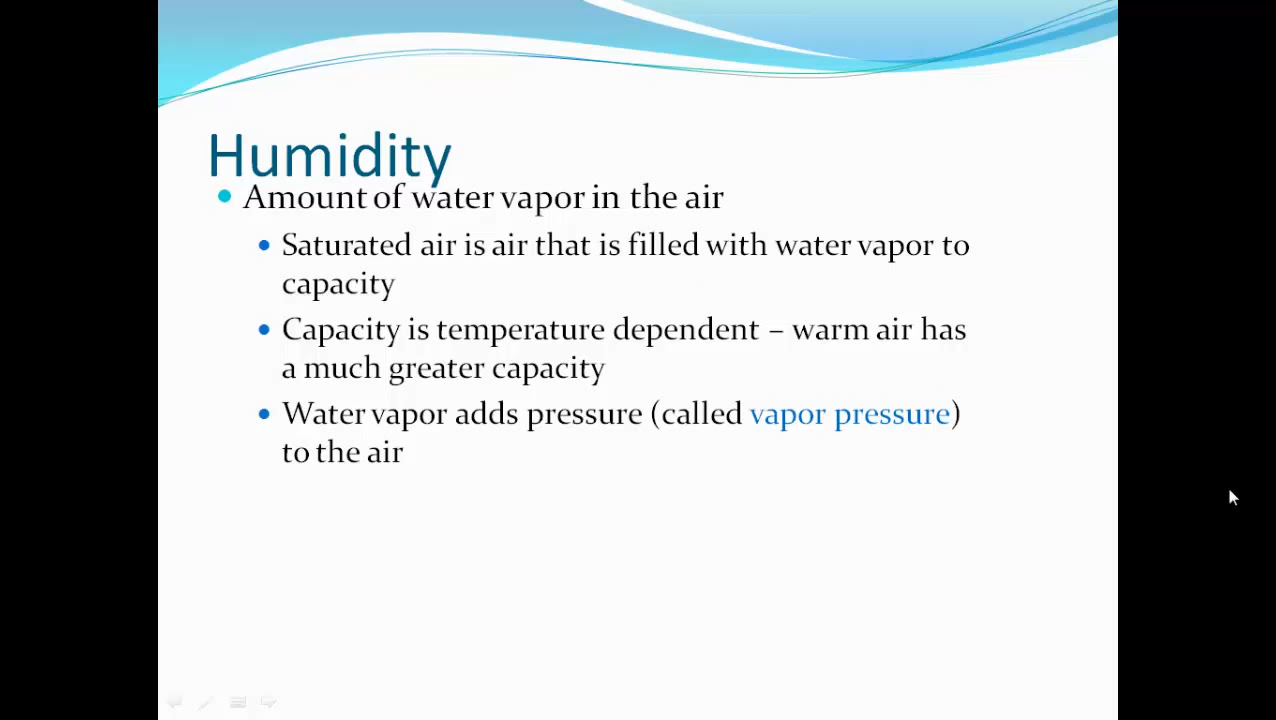 Humidity
Amount of water vapor in the air
Saturated air is air that is filled with water vapor to
capacity
Capacity is temperature dependent – warm air has
a much greater capacity
Water vapor adds pressure (called vapor pressure)
to the air